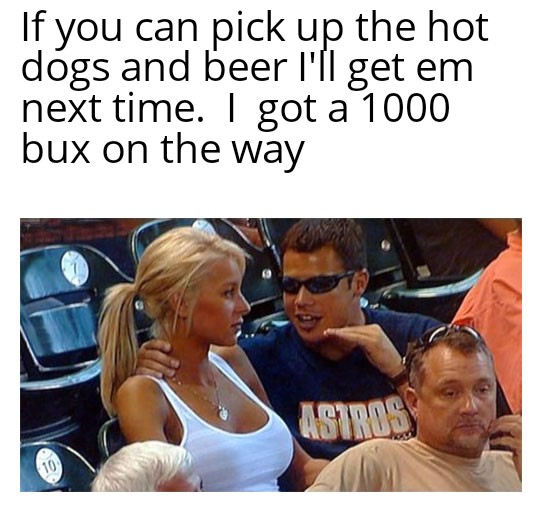 If you can pick up the hot
dogs and beer I'll get em
next time.  I  got a 1000
bux on the way
ASTROS
10